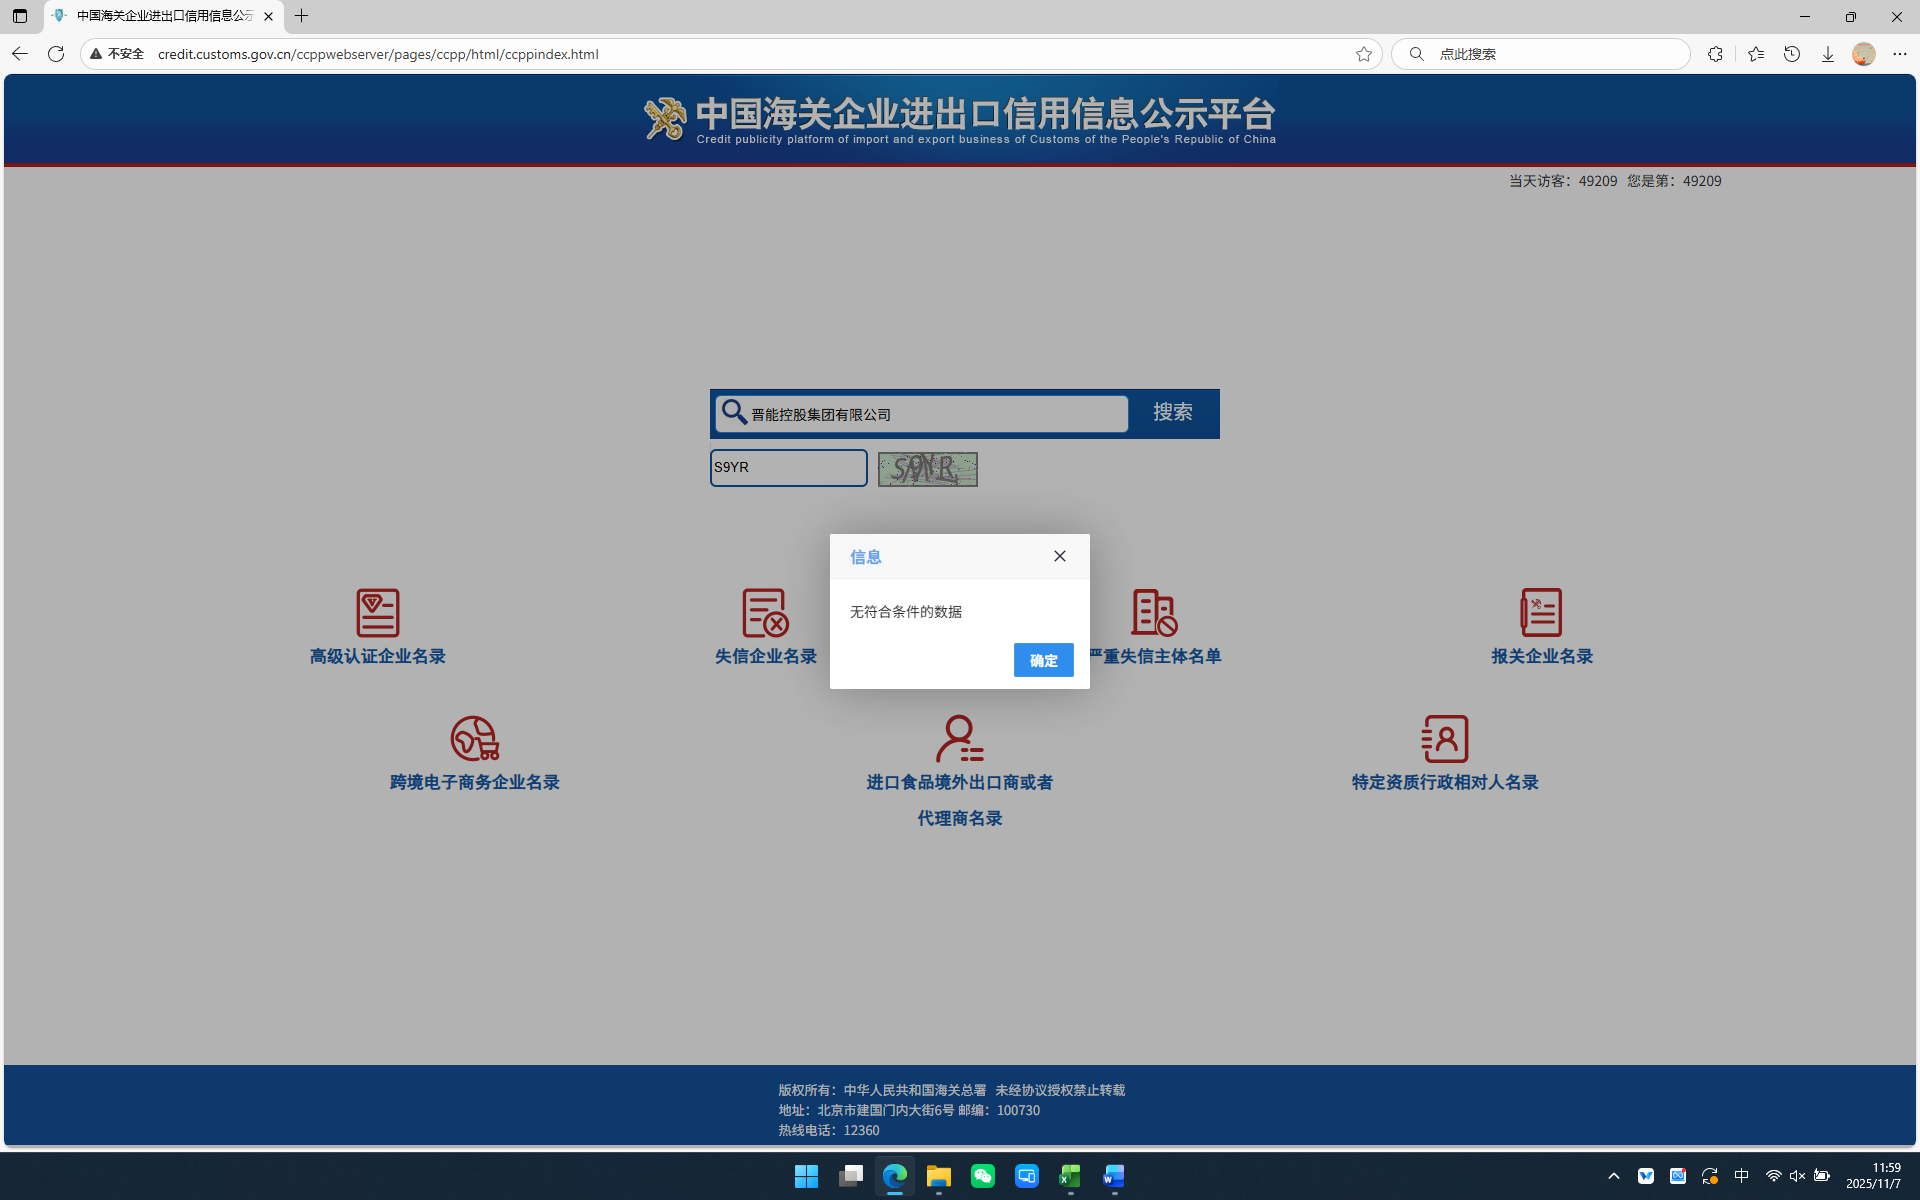 中国海关企业进出口信用信息公示
不安全 credit.customs.gov.cn/ccppwebserver/pages/ccpp/html/ccppindex.html 点此搜索
中国海关企业进出口信用信息公示平台
Credit publicity platform of import and export business of Customs of the People's Republic of China
当天访客：49209 您是第：49209
晋能控股集团有限公司 搜索
S9YR S9YR
信息
无符合条件的数据
确定
高级认证企业名录 失信企业名录 严重失信主体名单 报关企业名录
跨境电子商务企业名录 进口食品境外出口商或者 特定资质行政相对人名录
代理商名录
版权所有：中华人民共和国海关总署 未经协议授权禁止转载
地址：北京市建国门内大街6号 邮编：100730
热线电话：12360
中 11:59
2025/11/7